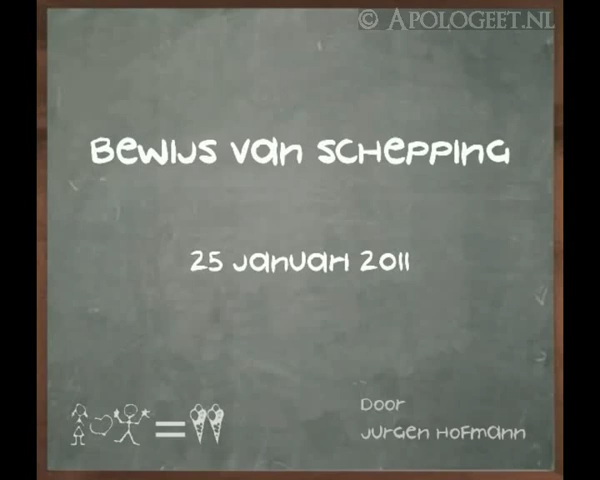 © Apologeet.nl
Bewijs van Schepping
25 januari 2011
Door
Jurgen Hofmann